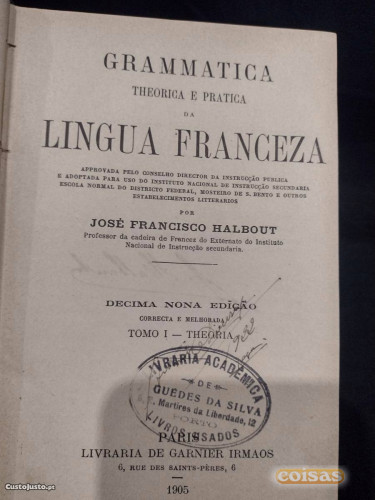 GRAMMATICA
THEORICA E PRATICA
DA
LINGUA FRANCEZA
APPROVADA PELO CONSELHO DIRECTOR DA INSTRUCÇÃO PUBLICA
E ADOPTADA PARA USO DO INSTITUTO NACIONAL DE INSTRUCÇÃO SECUNDARIA
ESCOLA NORMAL DO DISTRICTO FEDERAL, MOSTEIRO DE S. BENTO E OUTROS
ESTABELECIMENTOS LITTERARIOS
POR
JOSÉ FRANCISCO HALBOUT
Professor da cadeira de Francez do Externato do Instituto
Nacional de Instrucção secundaria.
DECIMA NONA EDIÇÃO
CORRECTA E MELHORADA
TOMO I — THEORIA
LIVRARIA ACADÉMICA
DE
GUEDES DA SILVA
T. Martires da Liberdade, 12
PORTO
LIVROS USADOS
PARIS
LIVRARIA DE GARNIER IRMAOS
6, RUE DES SAINTS-PÈRES, 6
1905
CustoJusto.pt
coisas